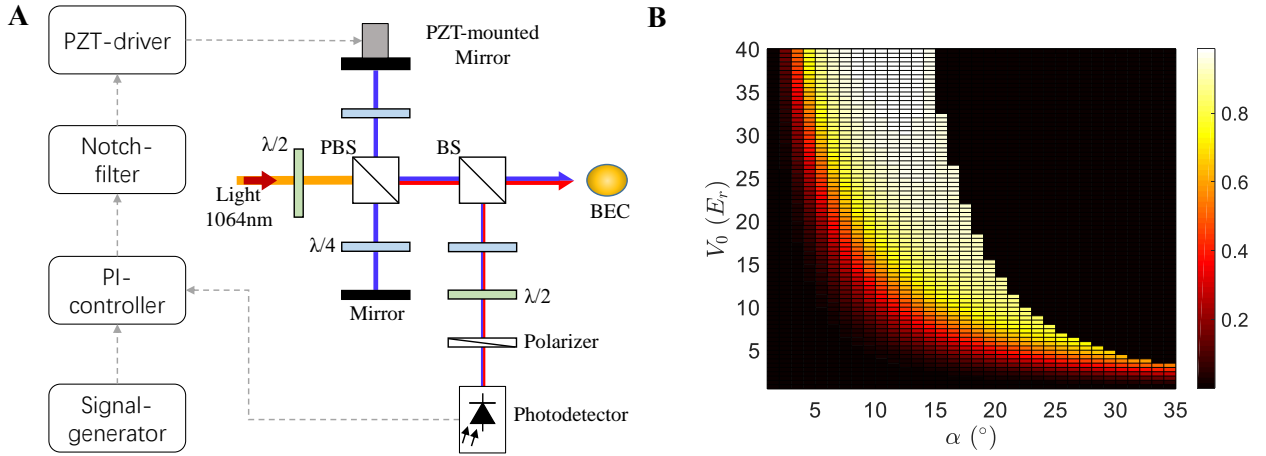 A
PZT-driver
Notch-
filter
PI-
controller
Signal-
generator
PZT-mounted
Mirror
λ/2
PBS
BS
Light
1064nm
BEC
λ/4
Mirror
λ/2
Polarizer
Photodetector
B
V₀ (Eᵣ)
40
35
30
25
20
15
10
5
5
10
15
20
25
30
35
α (°)
0.8
0.6
0.4
0.2